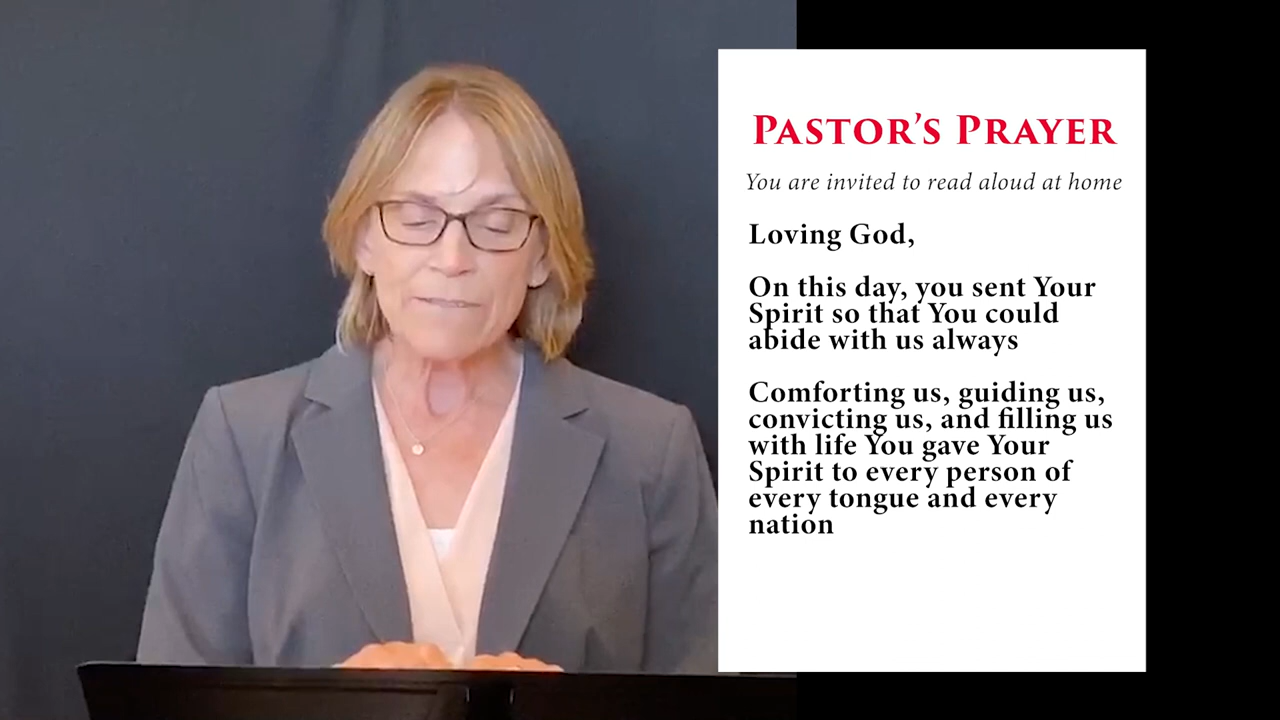 PASTOR'S PRAYER
You are invited to read aloud at home
Loving God,
On this day, you sent Your
Spirit so that You could
abide with us always
Comforting us, guiding us,
convicting us, and filling us
with life You gave Your
Spirit to every person of
every tongue and every
nation